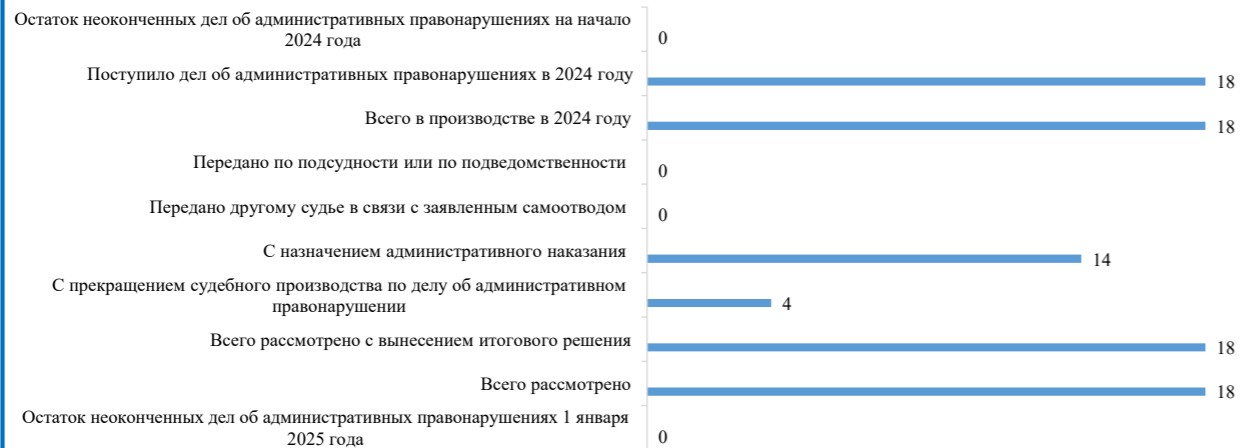 Остаток неоконченных дел об административных правонарушениях на начало
2024 года
0
Поступило дел об административных правонарушениях в 2024 году
18
Всего в производстве в 2024 году
18
Передано по подсудности или по подведомственности
0
Передано другому судье в связи с заявленным самоотводом
0
С назначением административного наказания
14
С прекращением судебного производства по делу об административном
правонарушении
4
Всего рассмотрено с вынесением итогового решения
18
Всего рассмотрено
18
Остаток неоконченных дел об административных правонарушениях 1 января
2025 года
0